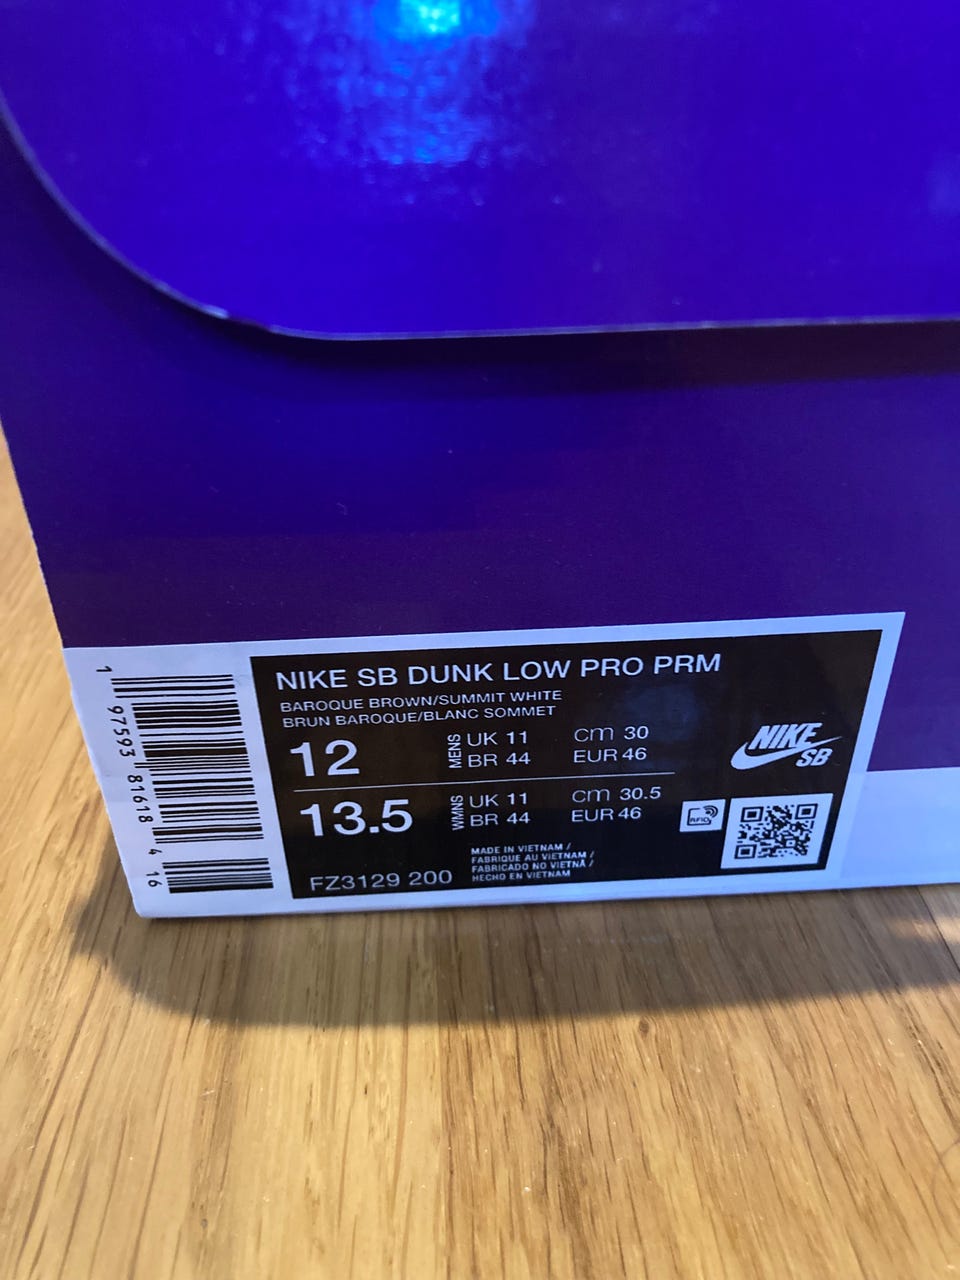 1 97593 81618 4 16
NIKE SB DUNK LOW PRO PRM
BAROQUE BROWN/SUMMIT WHITE
BRUN BAROQUE/BLANC SOMMET
12 MENS UK 11 cm 30
BR 44 EUR 46
13.5 WMNS UK 11 cm 30.5
BR 44 EUR 46
NIKE
SB
RFID
FZ3129 200
MADE IN VIETNAM /
FABRIQUE AU VIETNAM /
FABRICADO NO VIETNÃ /
HECHO EN VIETNAM